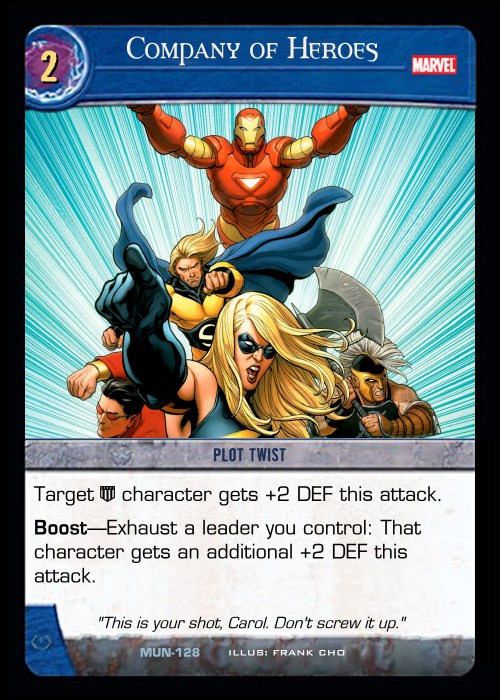 2
COMPANY OF HEROES
MARVEL
PLOT TWIST
Target character gets +2 DEF this attack.
Boost—Exhaust a leader you control: That
character gets an additional +2 DEF this
attack.
"This is your shot, Carol. Don't screw it up."
MUN-128 ILLUS: FRANK CHO